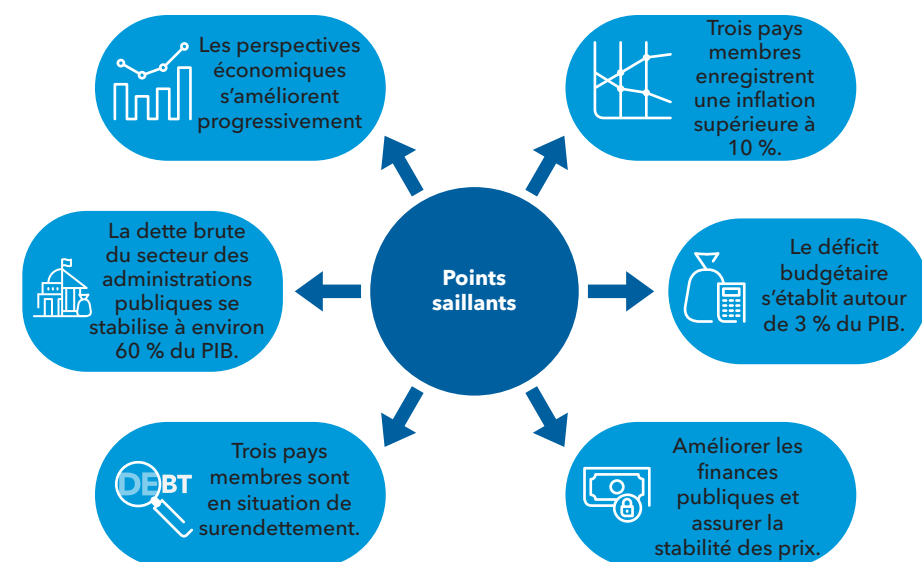 Les perspectives
économiques
s’améliorent
progressivement
Trois pays
membres
enregistrent
une inflation
supérieure à
10 %.
La dette brute
du secteur des
administrations
publiques se
stabilise à environ
60 % du PIB.
Points
saillants
Le déficit
budgétaire
s’établit autour
de 3 % du PIB.
DEBT
Trois pays
membres sont
en situation de
surendettement.
Améliorer les
finances
publiques et
assurer la
stabilité des prix.